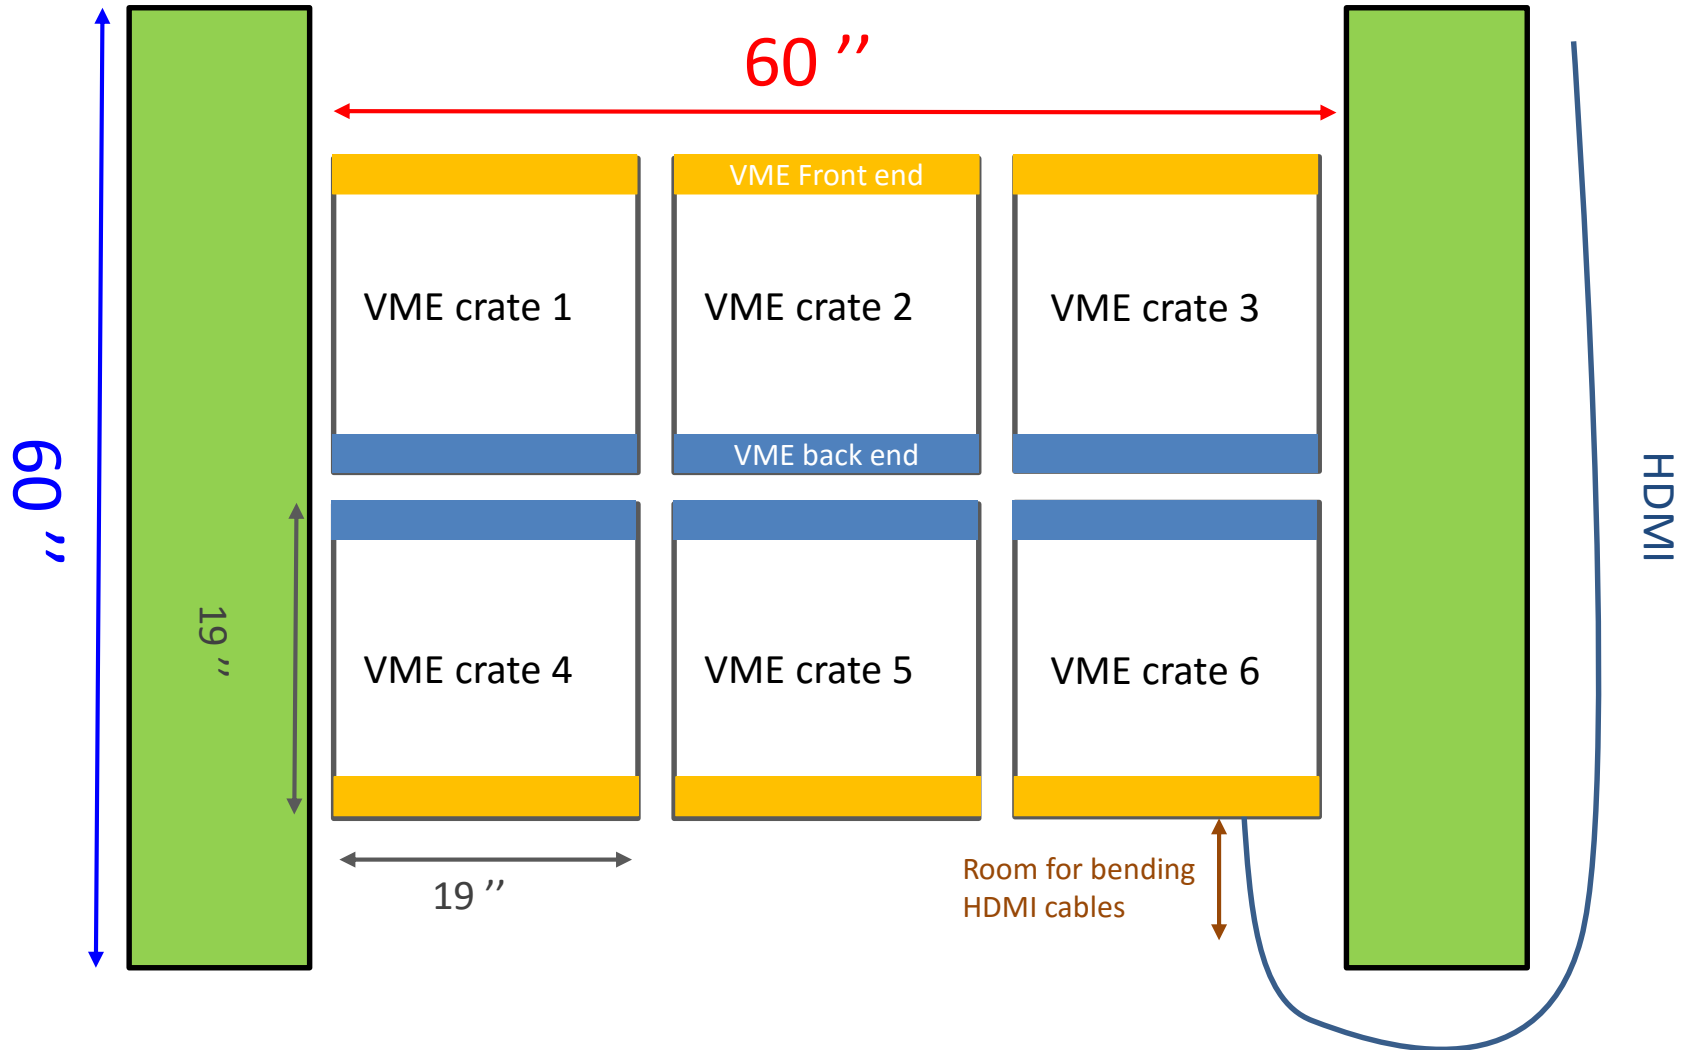 60 ’’
VME Front end
VME crate 1
VME crate 2
VME crate 3
VME back end
60 ’’
HDMI
19 ’’
VME crate 4
VME crate 5
VME crate 6
19 ’’
Room for bending
HDMI cables